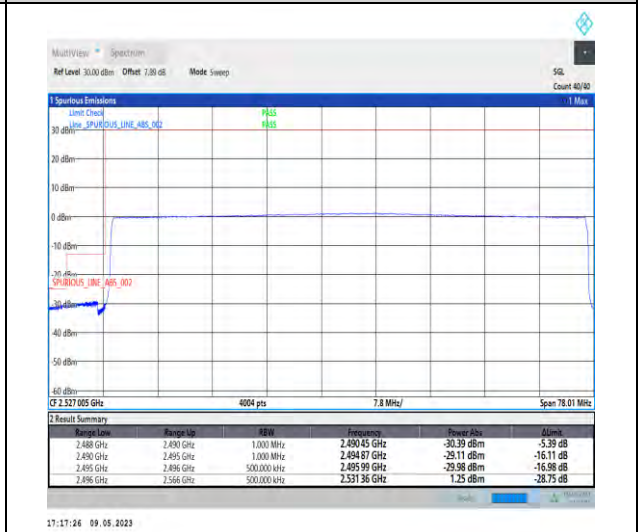 MultiView Spectrum
Ref Level 30.00 dBm Offset 7.89 dB Mode Sweep SGL
Count 40/40
1 Spurious Emissions 1 Max
Limit Check PASS
Line _SPURIOUS_LINE_ABS_002 PASS
30 dBm
20 dBm
10 dBm
0 dBm
-10 dBm
-20 dBm
SPURIOUS_LINE_ABS_002
-30 dBm
-40 dBm
-50 dBm
-60 dBm
CF 2.527 005 GHz 4004 pts 7.8 MHz/ Span 78.01 MHz
2 Result Summary
Range Low Range Up RBW Frequency Power Abs ΔLimit
2.488 GHz 2.490 GHz 1.000 MHz 2.490 45 GHz -30.39 dBm -5.39 dB
2.490 GHz 2.495 GHz 1.000 MHz 2.494 87 GHz -29.11 dBm -16.11 dB
2.495 GHz 2.496 GHz 500.000 kHz 2.495 99 GHz -29.98 dBm -16.98 dB
2.496 GHz 2.566 GHz 500.000 kHz 2.531 36 GHz 1.25 dBm -28.75 dB
Ready
17:17:26 09.05.2023